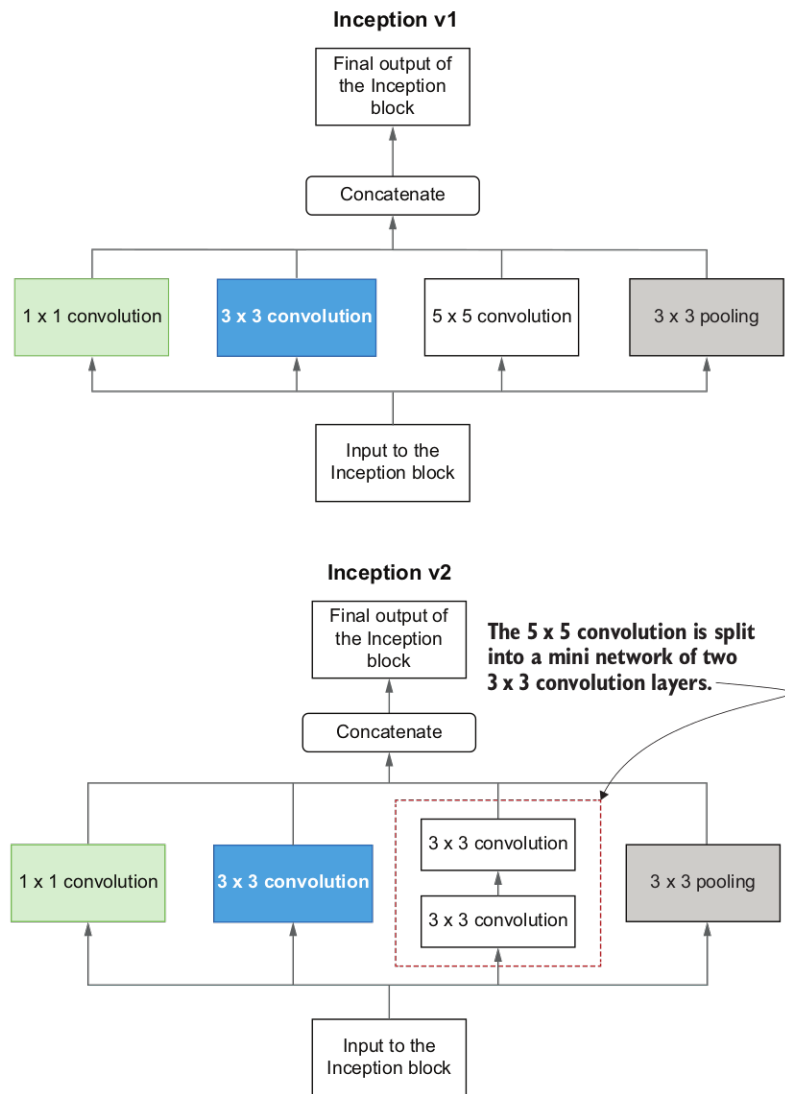 Inception v1
Final output of
the Inception
block
Concatenate
1 x 1 convolution
3 x 3 convolution
5 x 5 convolution
3 x 3 pooling
Input to the
Inception block
Inception v2
Final output of
the Inception
block
The 5 x 5 convolution is split
into a mini network of two
3 x 3 convolution layers.
Concatenate
1 x 1 convolution
3 x 3 convolution
3 x 3 convolution
3 x 3 convolution
3 x 3 pooling
Input to the
Inception block